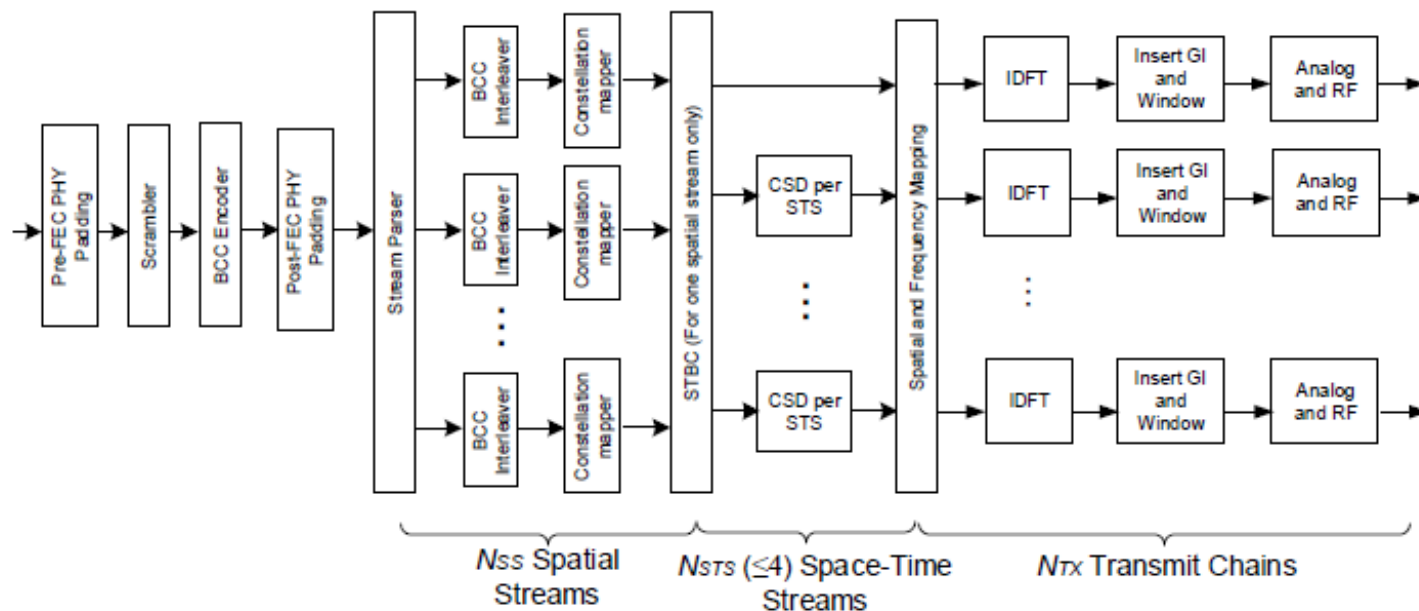 Pre-FEC PHY
Padding
Scrambler
BCC Encoder
Post-FEC PHY
Padding
Stream Parser
BCC
Interleaver
Constellation
mapper
BCC
Interleaver
Constellation
mapper
BCC
Interleaver
Constellation
mapper
STBC (For one spatial stream only)
CSD per
STS
CSD per
STS
Spatial and Frequency Mapping
IDFT
Insert GI
and
Window
Analog
and RF
IDFT
Insert GI
and
Window
Analog
and RF
IDFT
Insert GI
and
Window
Analog
and RF
NSS Spatial
Streams
NSTS (≤4) Space-Time
Streams
NTX Transmit Chains